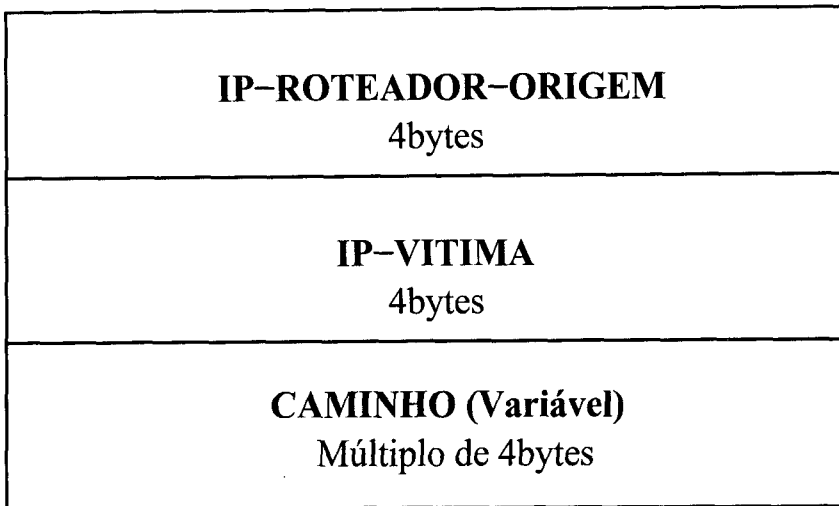 IP-ROTEADOR-ORIGEM
4bytes
IP-VITIMA
4bytes
CAMINHO (Variável)
Múltiplo de 4bytes